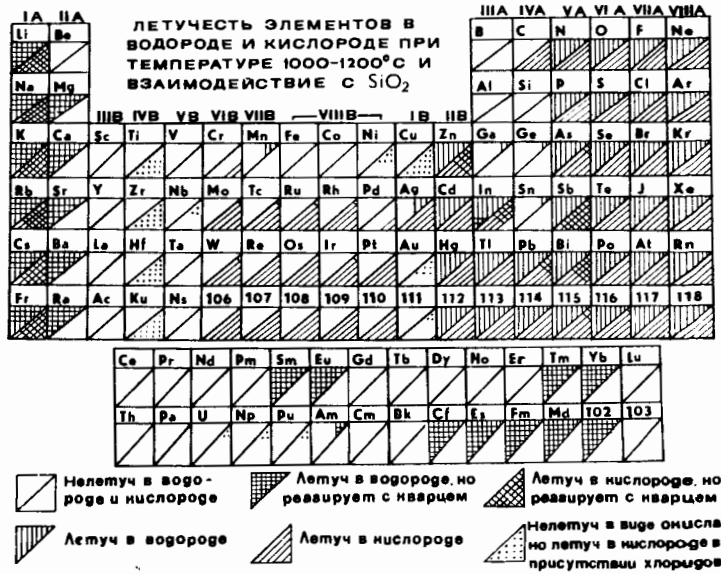 IA IIA
ЛЕТУЧЕСТЬ ЭЛЕМЕНТОВ В
ВОДОРОДЕ И КИСЛОРОДЕ ПРИ
ТЕМПЕРАТУРЕ 1000-1200°С И
ВЗАИМОДЕЙСТВИЕ С SiO2
IIIA IVA VA VIA VIIA VIIIA
Li Be B C N O F Ne
Na Mg Al Si P S Cl Ar
IIIB IVB VB VIB VIIB VIIIB IB IIB
K Ca Sc Ti V Cr Mn Fe Co Ni Cu Zn Ga Ge As Se Br Kr
Rb Sr Y Zr Nb Mo Tc Ru Rh Pd Ag Cd In Sn Sb Te J Xe
Cs Ba La Hf Ta W Re Os Ir Pt Au Hg Tl Pb Bi Po At Rn
Fr Ra Ac Ku Ns 106 107 108 109 110 111 112 113 114 115 116 117 118
Ce Pr Nd Pm Sm Eu Gd Tb Dy No Er Tm Yb Lu
Th Pa U Np Pu Am Cm Bk Cf Es Fm Md 102 103
Нелетуч в водо-
роде и кислороде
Летуч в водороде, но
реагирует с кварцем
Летуч в кислороде, но
реагирует с кварцем
Летуч в водороде
Летуч в кислороде
Нелетуч в виде окисла
но летуч в кислороде в
присутствии хлоридов